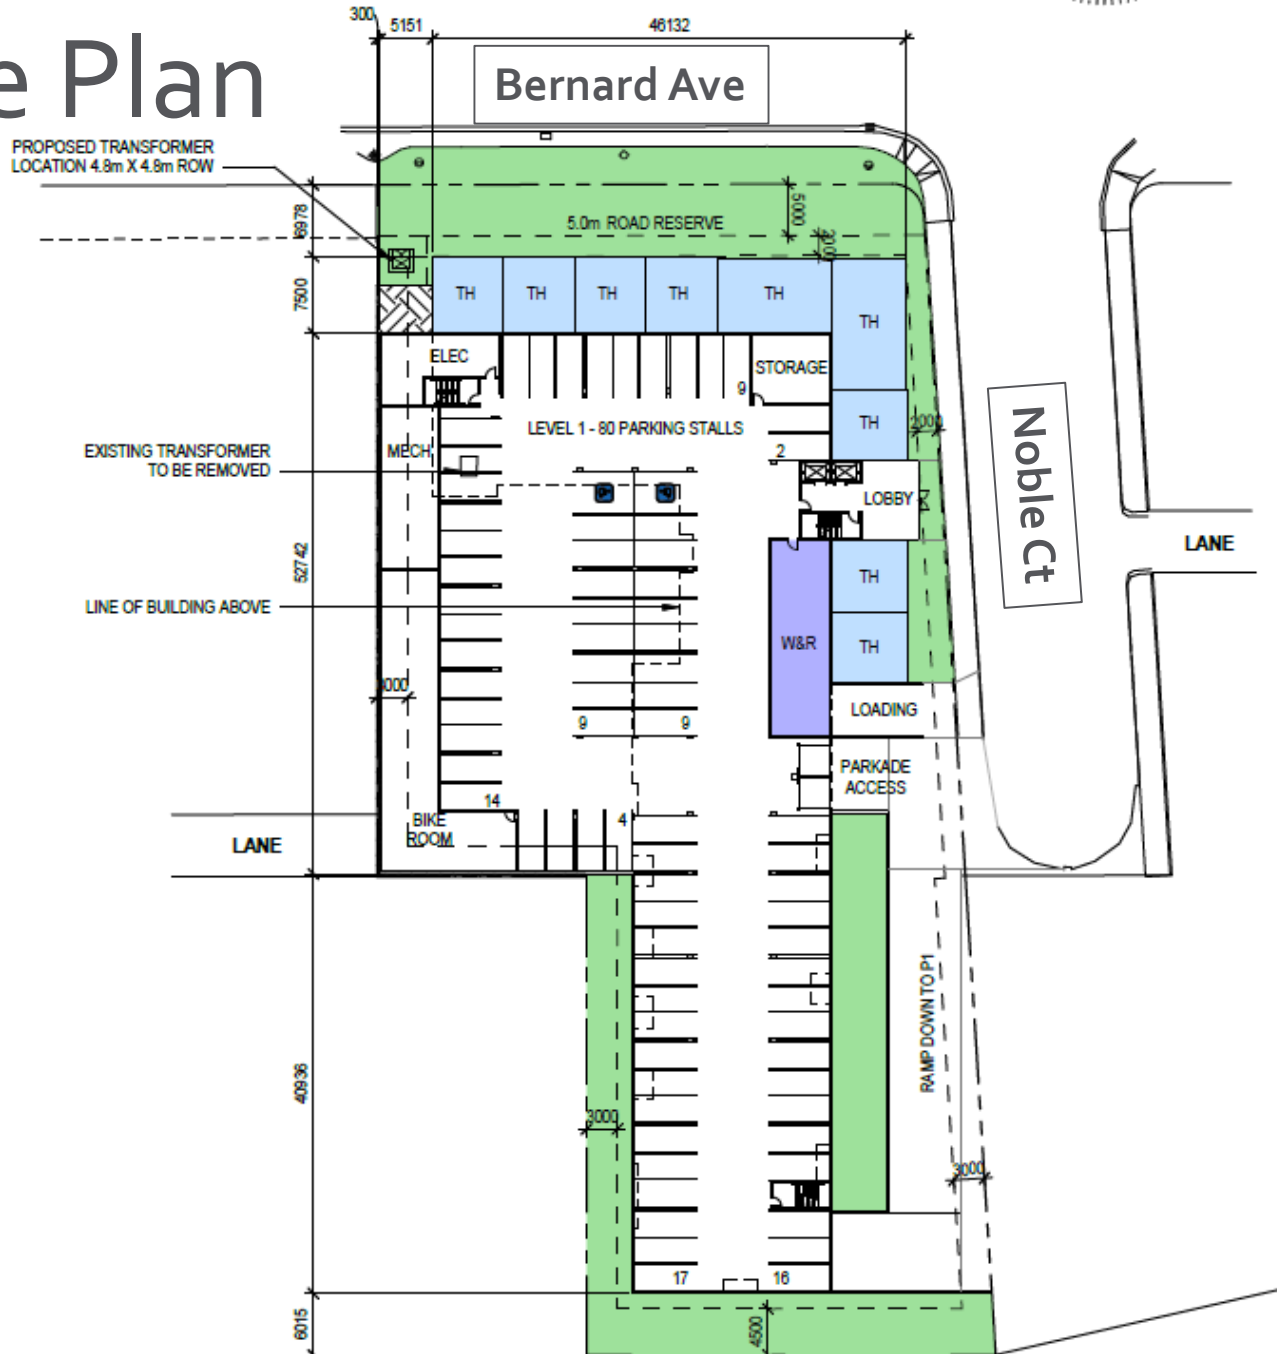 300
5151
46132
e Plan
Bernard Ave
PROPOSED TRANSFORMER
LOCATION 4.8m X 4.8m ROW
6978
5.0m ROAD RESERVE
5000
2000
7500
TH
TH
TH
TH
TH
TH
ELEC
STORAGE
9
LEVEL 1 - 80 PARKING STALLS
TH
2000
Noble Ct
EXISTING TRANSFORMER
TO BE REMOVED
MECH
2
LOBBY
LANE
52742
LINE OF BUILDING ABOVE
TH
W&R
TH
9
9
LOADING
PARKADE
ACCESS
14
BIKE
ROOM
4
LANE
RAMP DOWN TO P1
40936
3000
3000
17
16
6015
4500